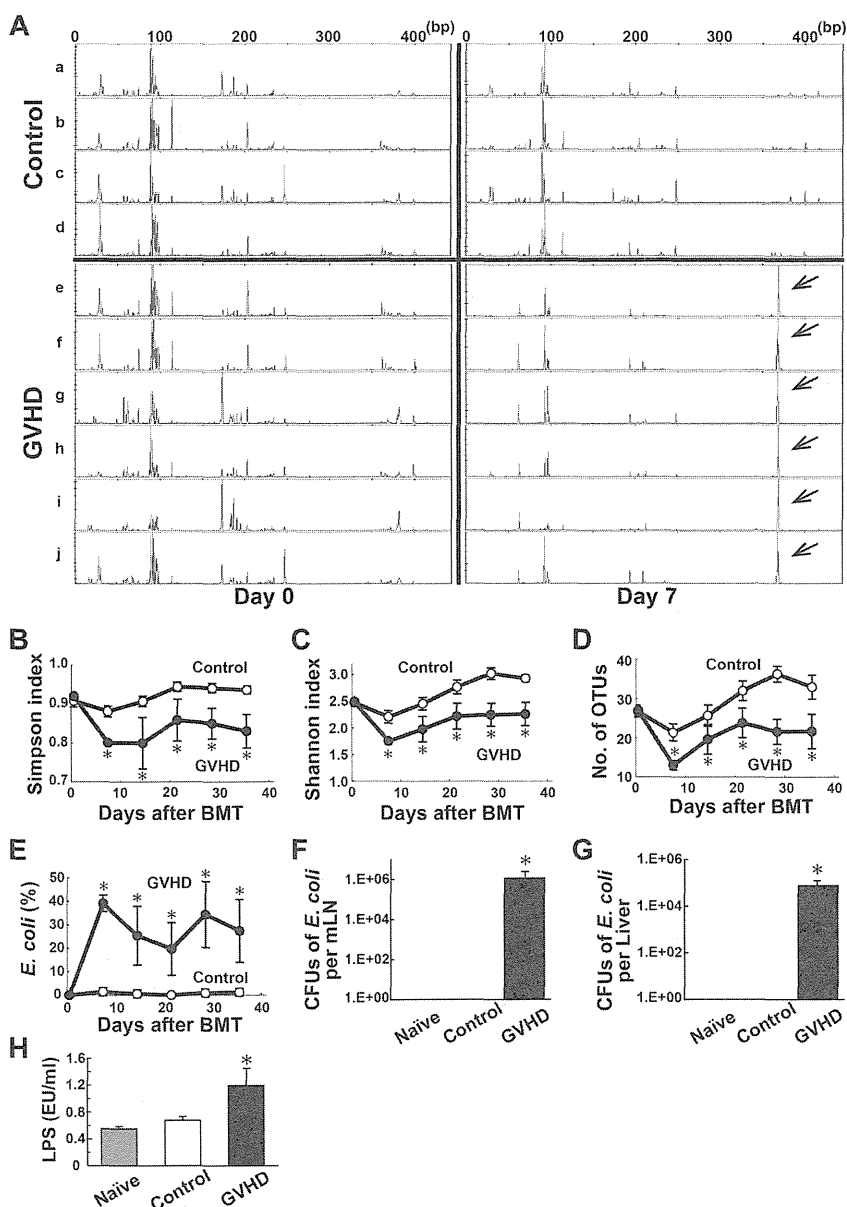 A
0 100 200 400 (bp) 0 200 400 (bp)
Control
a
b
c
d
GVHD
e
f
g
h
i
j
Day 0
Day 7
B
Simpson index
1.0
0.9
0.8
0.7
Control
GVHD
* * * * *
0 10 20 30 40
Days after BMT
C
Shannon index
3.0
2.5
2.0
1.5
1.0
Control
GVHD
* * * * *
0 10 20 30 40
Days after BMT
D
No. of OTUs
40
30
20
10
Control
GVHD
* * * * *
0 10 20 30 40
Days after BMT
E
E. coli (%)
50
40
30
20
10
0
GVHD
* * * * *
Control
0 10 20 30 40
Days after BMT
F
CFUs of E. coli
per mLN
1.E+06
1.E+04
1.E+02
1.E+00
*
Naïve Control GVHD
G
CFUs of E. coli
per Liver
1.E+06
1.E+04
1.E+02
1.E+00
*
Naïve Control GVHD
H
LPS (EU/ml)
1.6
1.2
0.8
0.4
0
*
Naïve Control GVHD